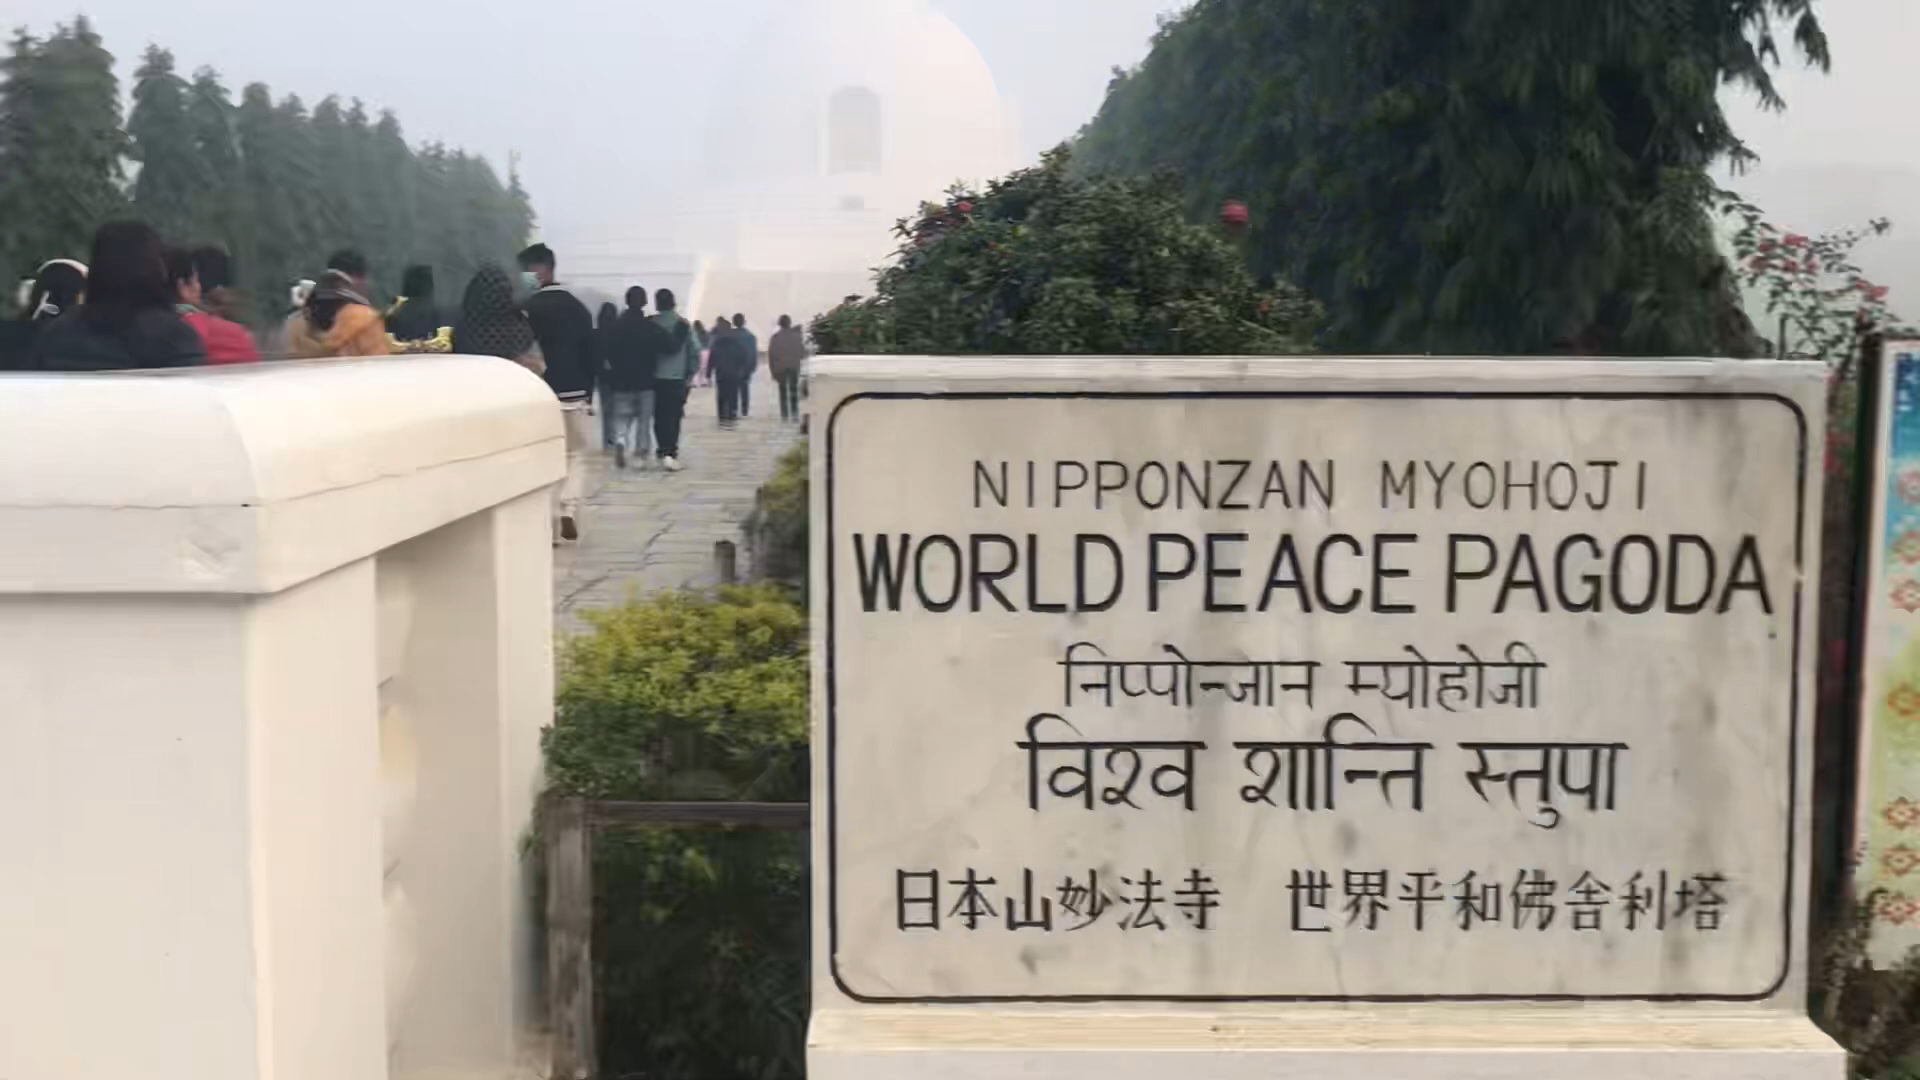 NIPPONZAN MYOHOJI
WORLD PEACE PAGODA
निप्पोन्जान म्योहोजी
विश्व शान्ति स्तुपा
日本山妙法寺 世界平和佛舎利塔